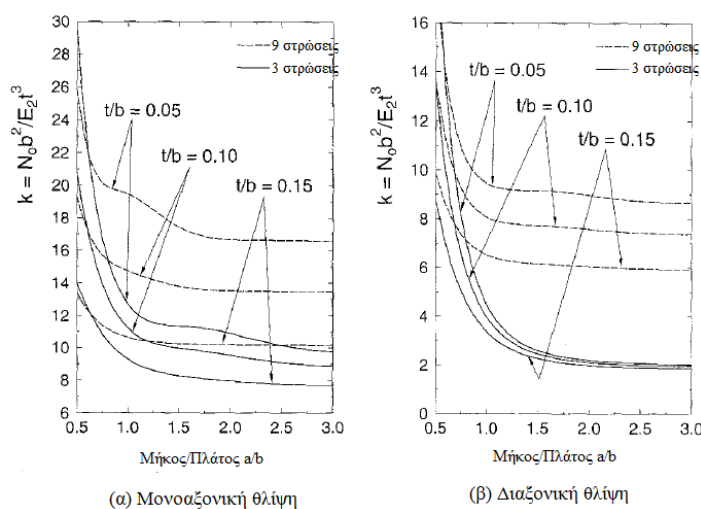 30
28
26
24
22
20
18
16
14
12
10
8
6
k = N₀b²/E₂t³
9 στρώσεις
3 στρώσεις
t/b = 0.05
t/b = 0.10
t/b = 0.15
0.5 1.0 1.5 2.0 2.5 3.0
Μήκος/Πλάτος a/b
(α) Μονοαξονική θλίψη
16
14
12
10
8
6
4
2
0
k = N₀b²/E₂t³
9 στρώσεις
3 στρώσεις
t/b = 0.05
t/b = 0.10
t/b = 0.15
0.5 1.0 1.5 2.0 2.5 3.0
Μήκος/Πλάτος a/b
(β) Διαξονική θλίψη